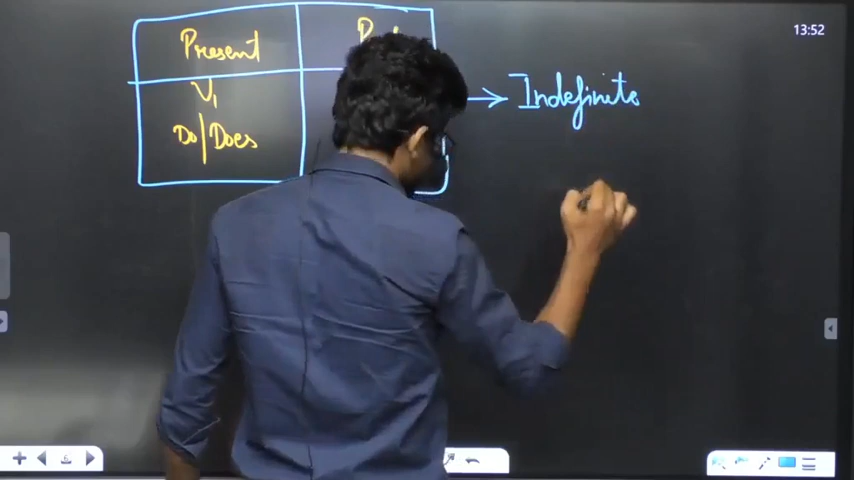 13:52
Present
Indefinite
V1
Do/Does